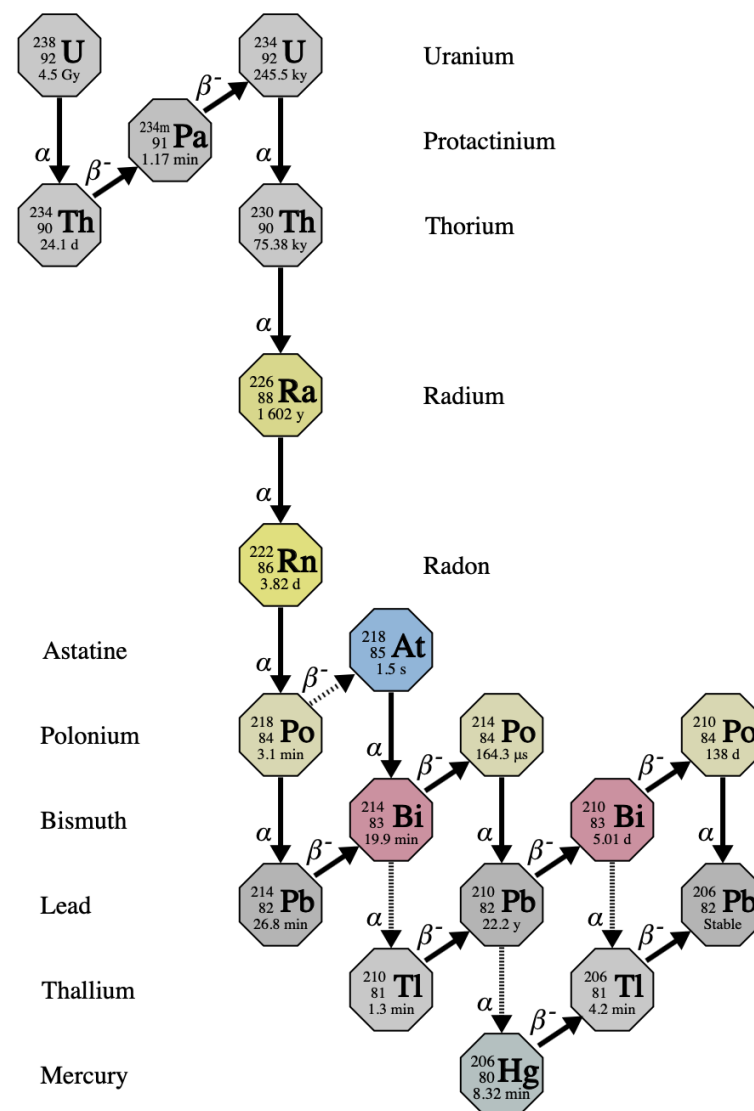 238 92 U 4.5 Gy
234 92 U 245.5 ky
Uranium
β⁻
234m 91 Pa 1.17 min
Protactinium
α
β⁻
α
234 90 Th 24.1 d
230 90 Th 75.38 ky
Thorium
α
226 88 Ra 1 602 y
Radium
α
222 86 Rn 3.82 d
Radon
Astatine
218 85 At 1.5 s
α
β⁻
Polonium
218 84 Po 3.1 min
214 84 Po 164.3 µs
210 84 Po 138 d
α
β⁻
β⁻
Bismuth
214 83 Bi 19.9 min
210 83 Bi 5.01 d
α
β⁻
α
β⁻
α
Lead
214 82 Pb 26.8 min
210 82 Pb 22.2 y
206 82 Pb Stable
α
β⁻
α
β⁻
Thallium
210 81 Tl 1.3 min
206 81 Tl 4.2 min
α
β⁻
Mercury
206 80 Hg 8.32 min